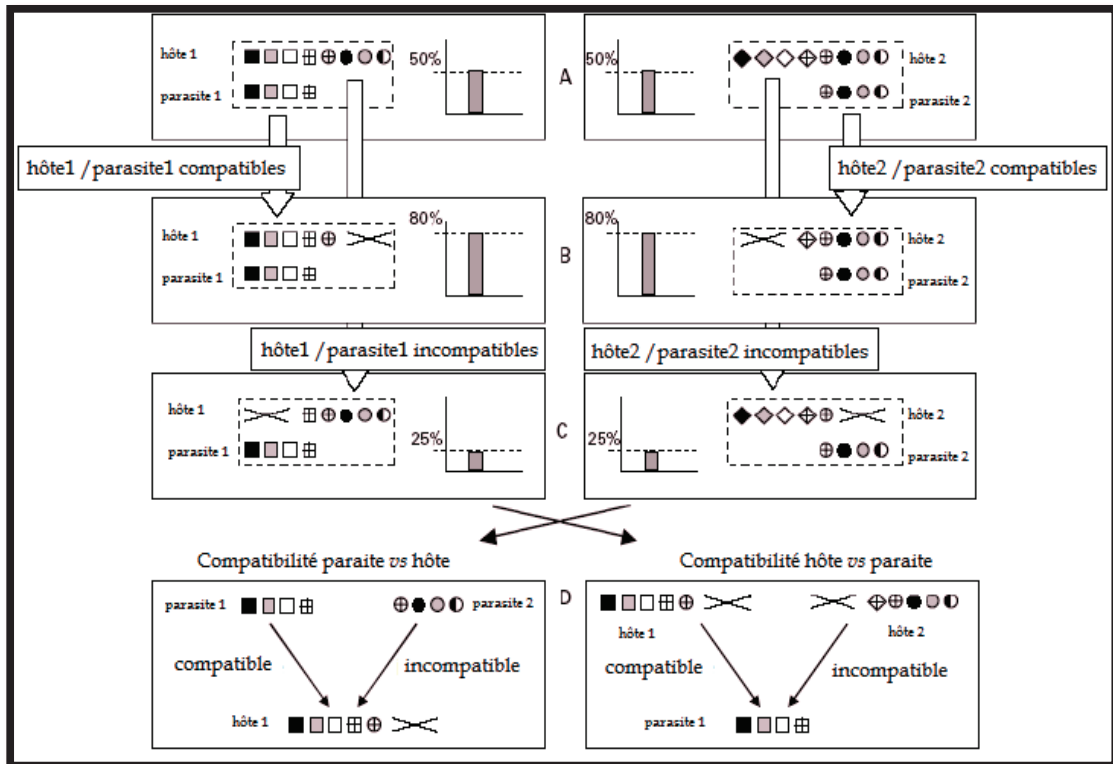 hôte 1
parasite 1
50%
A
50%
hôte 2
parasite 2
hôte1 /parasite1 compatibles
hôte2 /parasite2 compatibles
hôte 1
parasite 1
80%
B
80%
hôte 2
parasite 2
hôte1 /parasite1 incompatibles
hôte2 /parasite2 incompatibles
hôte 1
parasite 1
25%
C
25%
hôte 2
parasite 2
Compatibilité paraite vs hôte
Compatibilité hôte vs paraite
parasite 1
parasite 2
compatible
incompatible
hôte 1
D
hôte 1
hôte 2
compatible
incompatible
parasite 1